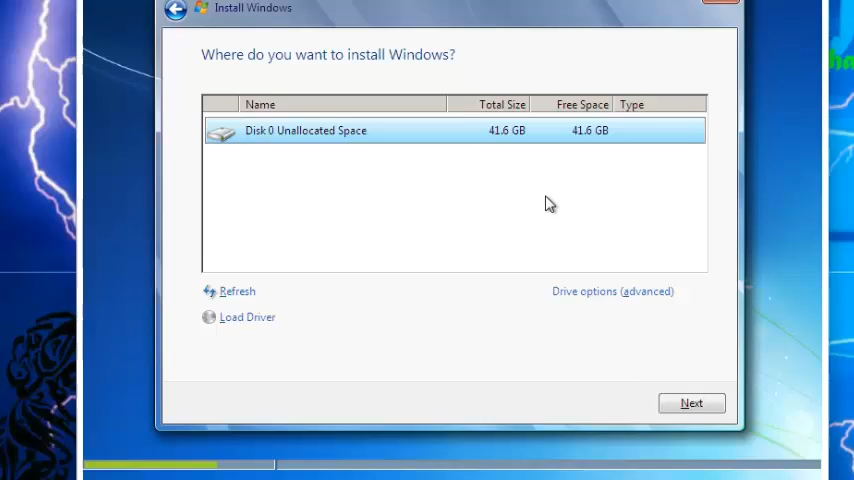 Install Windows
Where do you want to install Windows?
Name Total Size Free Space Type
Disk 0 Unallocated Space 41.6 GB 41.6 GB
Refresh Drive options (advanced)
Load Driver
Next